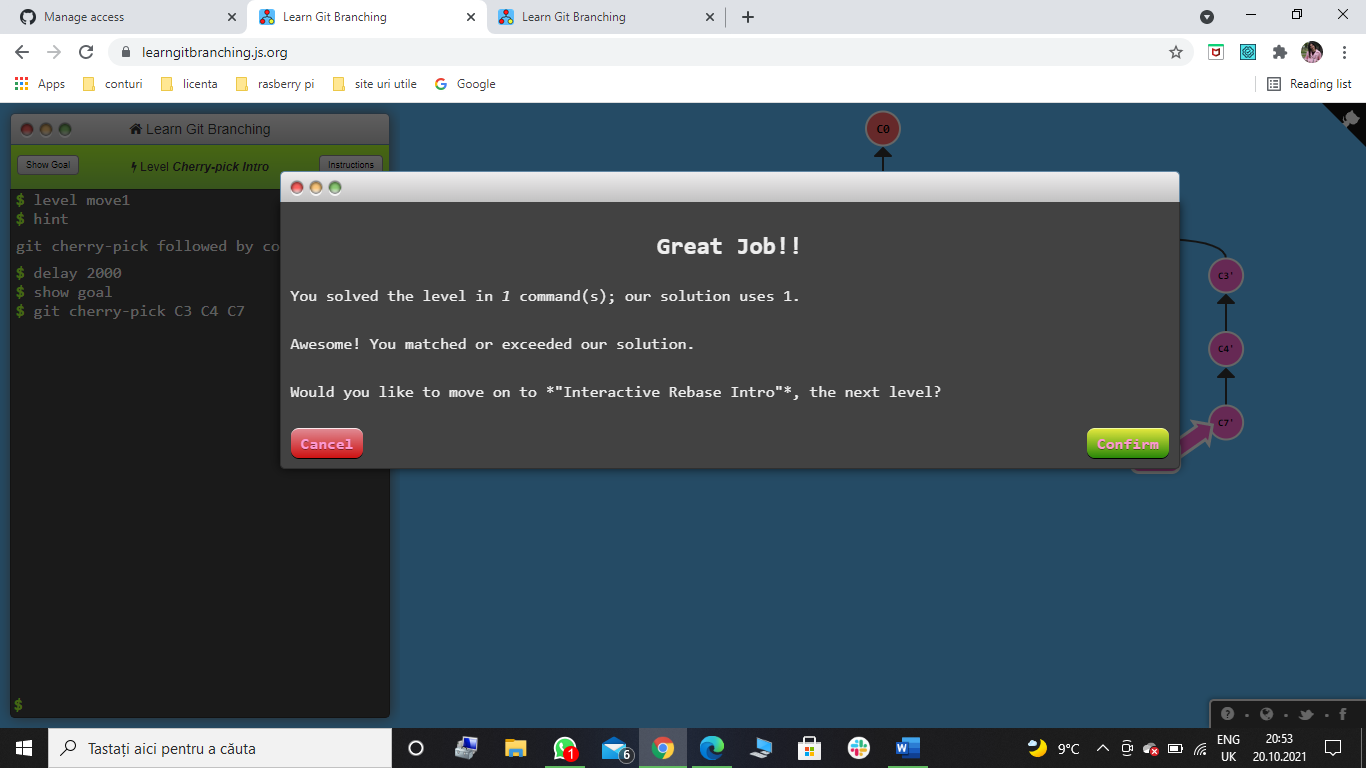 Manage access
Learn Git Branching
Learn Git Branching
learngitbranching.js.org
Apps
conturi
licenta
rasberry pi
site uri utile
Google
Reading list
Learn Git Branching
Show Goal
Level Cherry-pick Intro
Instructions
$ level move1
$ hint
git cherry-pick followed by co
$ delay 2000
$ show goal
$ git cherry-pick C3 C4 C7
$
C0
C3'
C4'
C7'
Great Job!!
You solved the level in 1 command(s); our solution uses 1.
Awesome! You matched or exceeded our solution.
Would you like to move on to *"Interactive Rebase Intro"*, the next level?
Cancel
Confirm
Tastați aici pentru a căuta
1
6
9°C
ENG
UK
20:53
20.10.2021